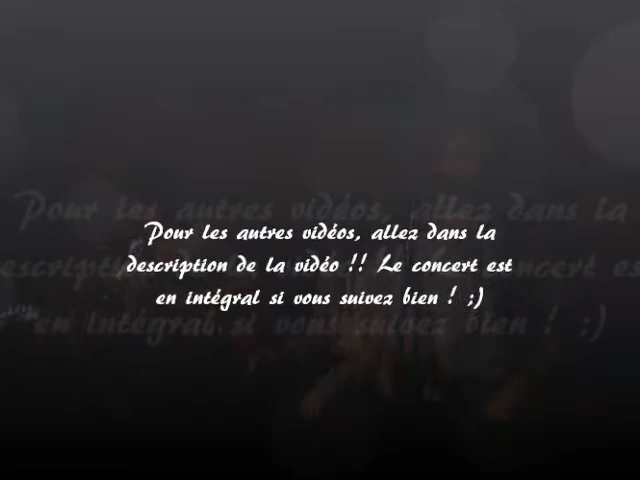 Pour les autres vidéos, allez dans la
description de la vidéo !! Le concert est
en intégral si vous suivez bien ! ;)